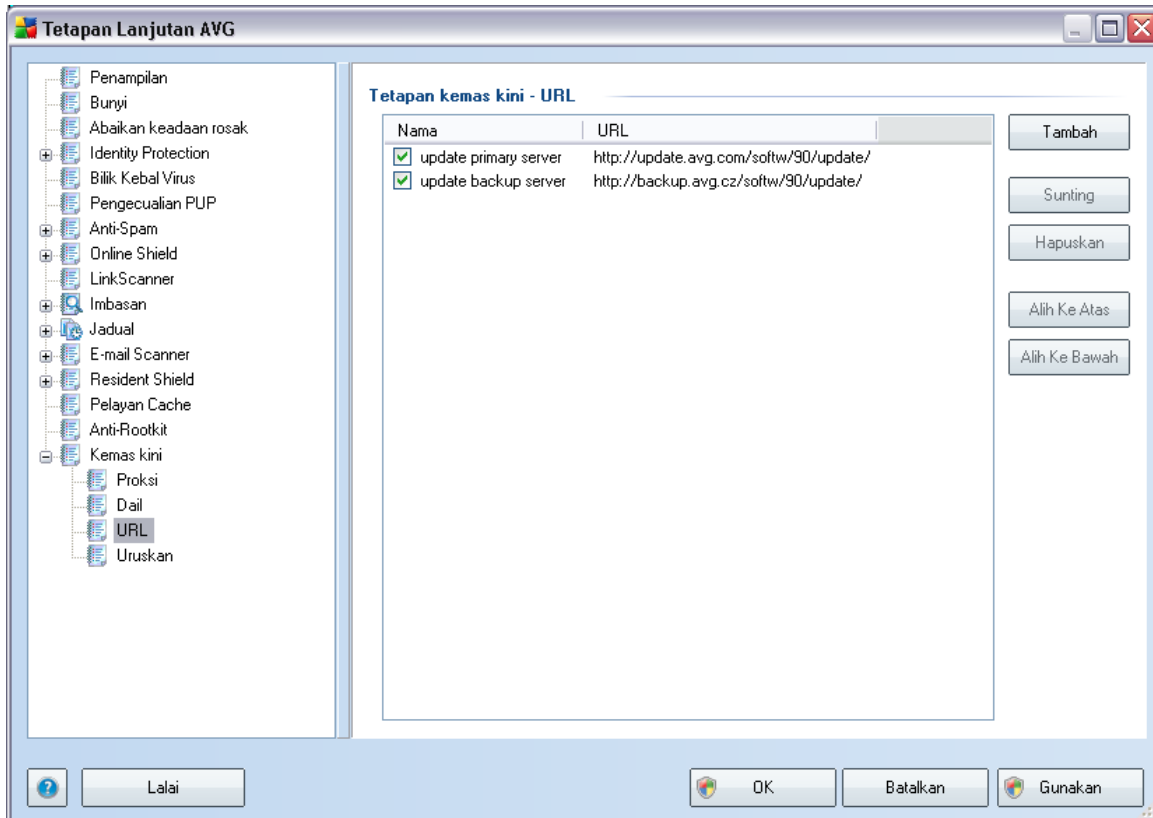 Tetapan Lanjutan AVG
Penampilan
Bunyi
Abaikan keadaan rosak
Identity Protection
Bilik Kebal Virus
Pengecualian PUP
Anti-Spam
Online Shield
LinkScanner
Imbasan
Jadual
E-mail Scanner
Resident Shield
Pelayan Cache
Anti-Rootkit
Kemas kini
Proksi
Dail
URL
Uruskan
Tetapan kemas kini - URL
Nama URL
update primary server http://update.avg.com/softw/90/update/
update backup server http://backup.avg.cz/softw/90/update/
Tambah
Sunting
Hapuskan
Alih Ke Atas
Alih Ke Bawah
Lalai
OK
Batalkan
Gunakan